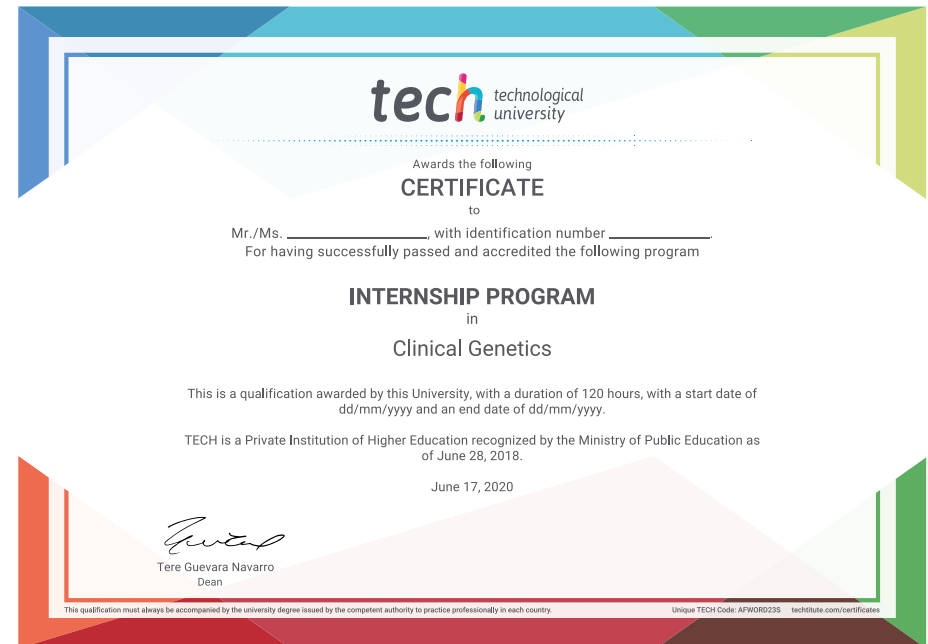 tech technological
university
Awards the following
CERTIFICATE
to
Mr./Ms. ____________________, with identification number ______________.
For having successfully passed and accredited the following program
INTERNSHIP PROGRAM
in
Clinical Genetics
This is a qualification awarded by this University, with a duration of 120 hours, with a start date of
dd/mm/yyyy and an end date of dd/mm/yyyy.
TECH is a Private Institution of Higher Education recognized by the Ministry of Public Education as
of June 28, 2018.
June 17, 2020
Tere Guevara Navarro
Dean
This qualification must always be accompanied by the university degree issued by the competent authority to practice professionally in each country.
Unique TECH Code: AFWORD23S techtitute.com/certificates